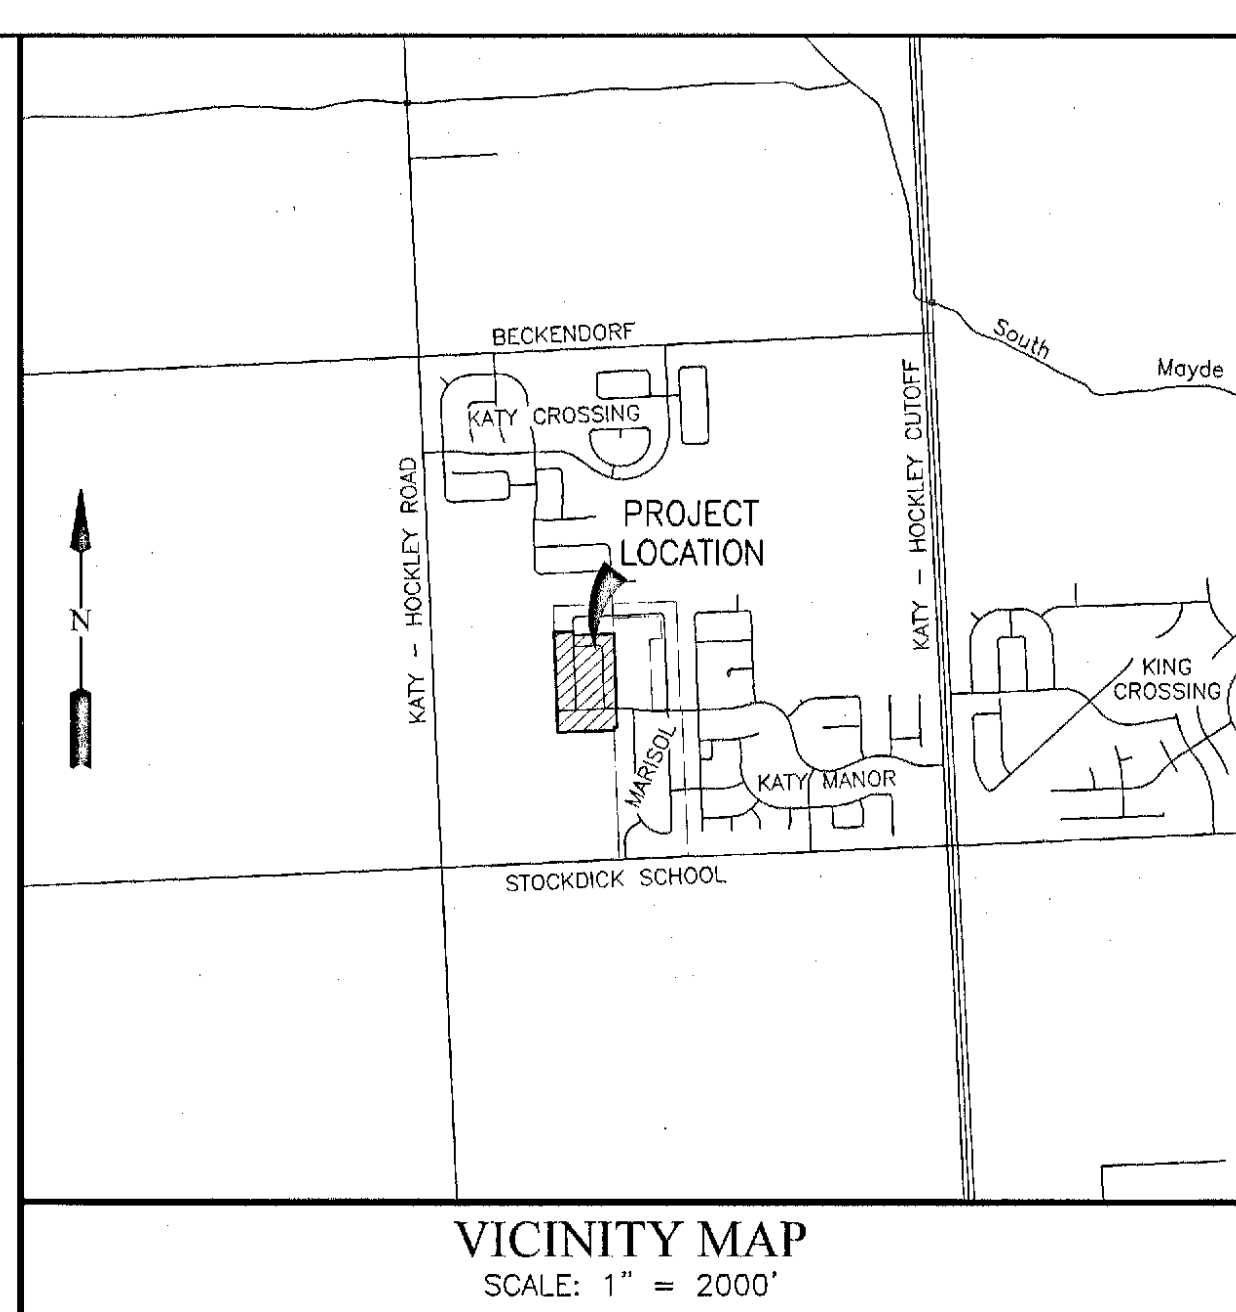 BECKENDORF
South
Mayde
KATY CROSSING
KATY - HOCKLEY CUTOFF
KATY - HOCKLEY ROAD
PROJECT
LOCATION
N
KING
CROSSING
MARISOL
KATY MANOR
STOCKDICK SCHOOL
VICINITY MAP
SCALE: 1" = 2000'